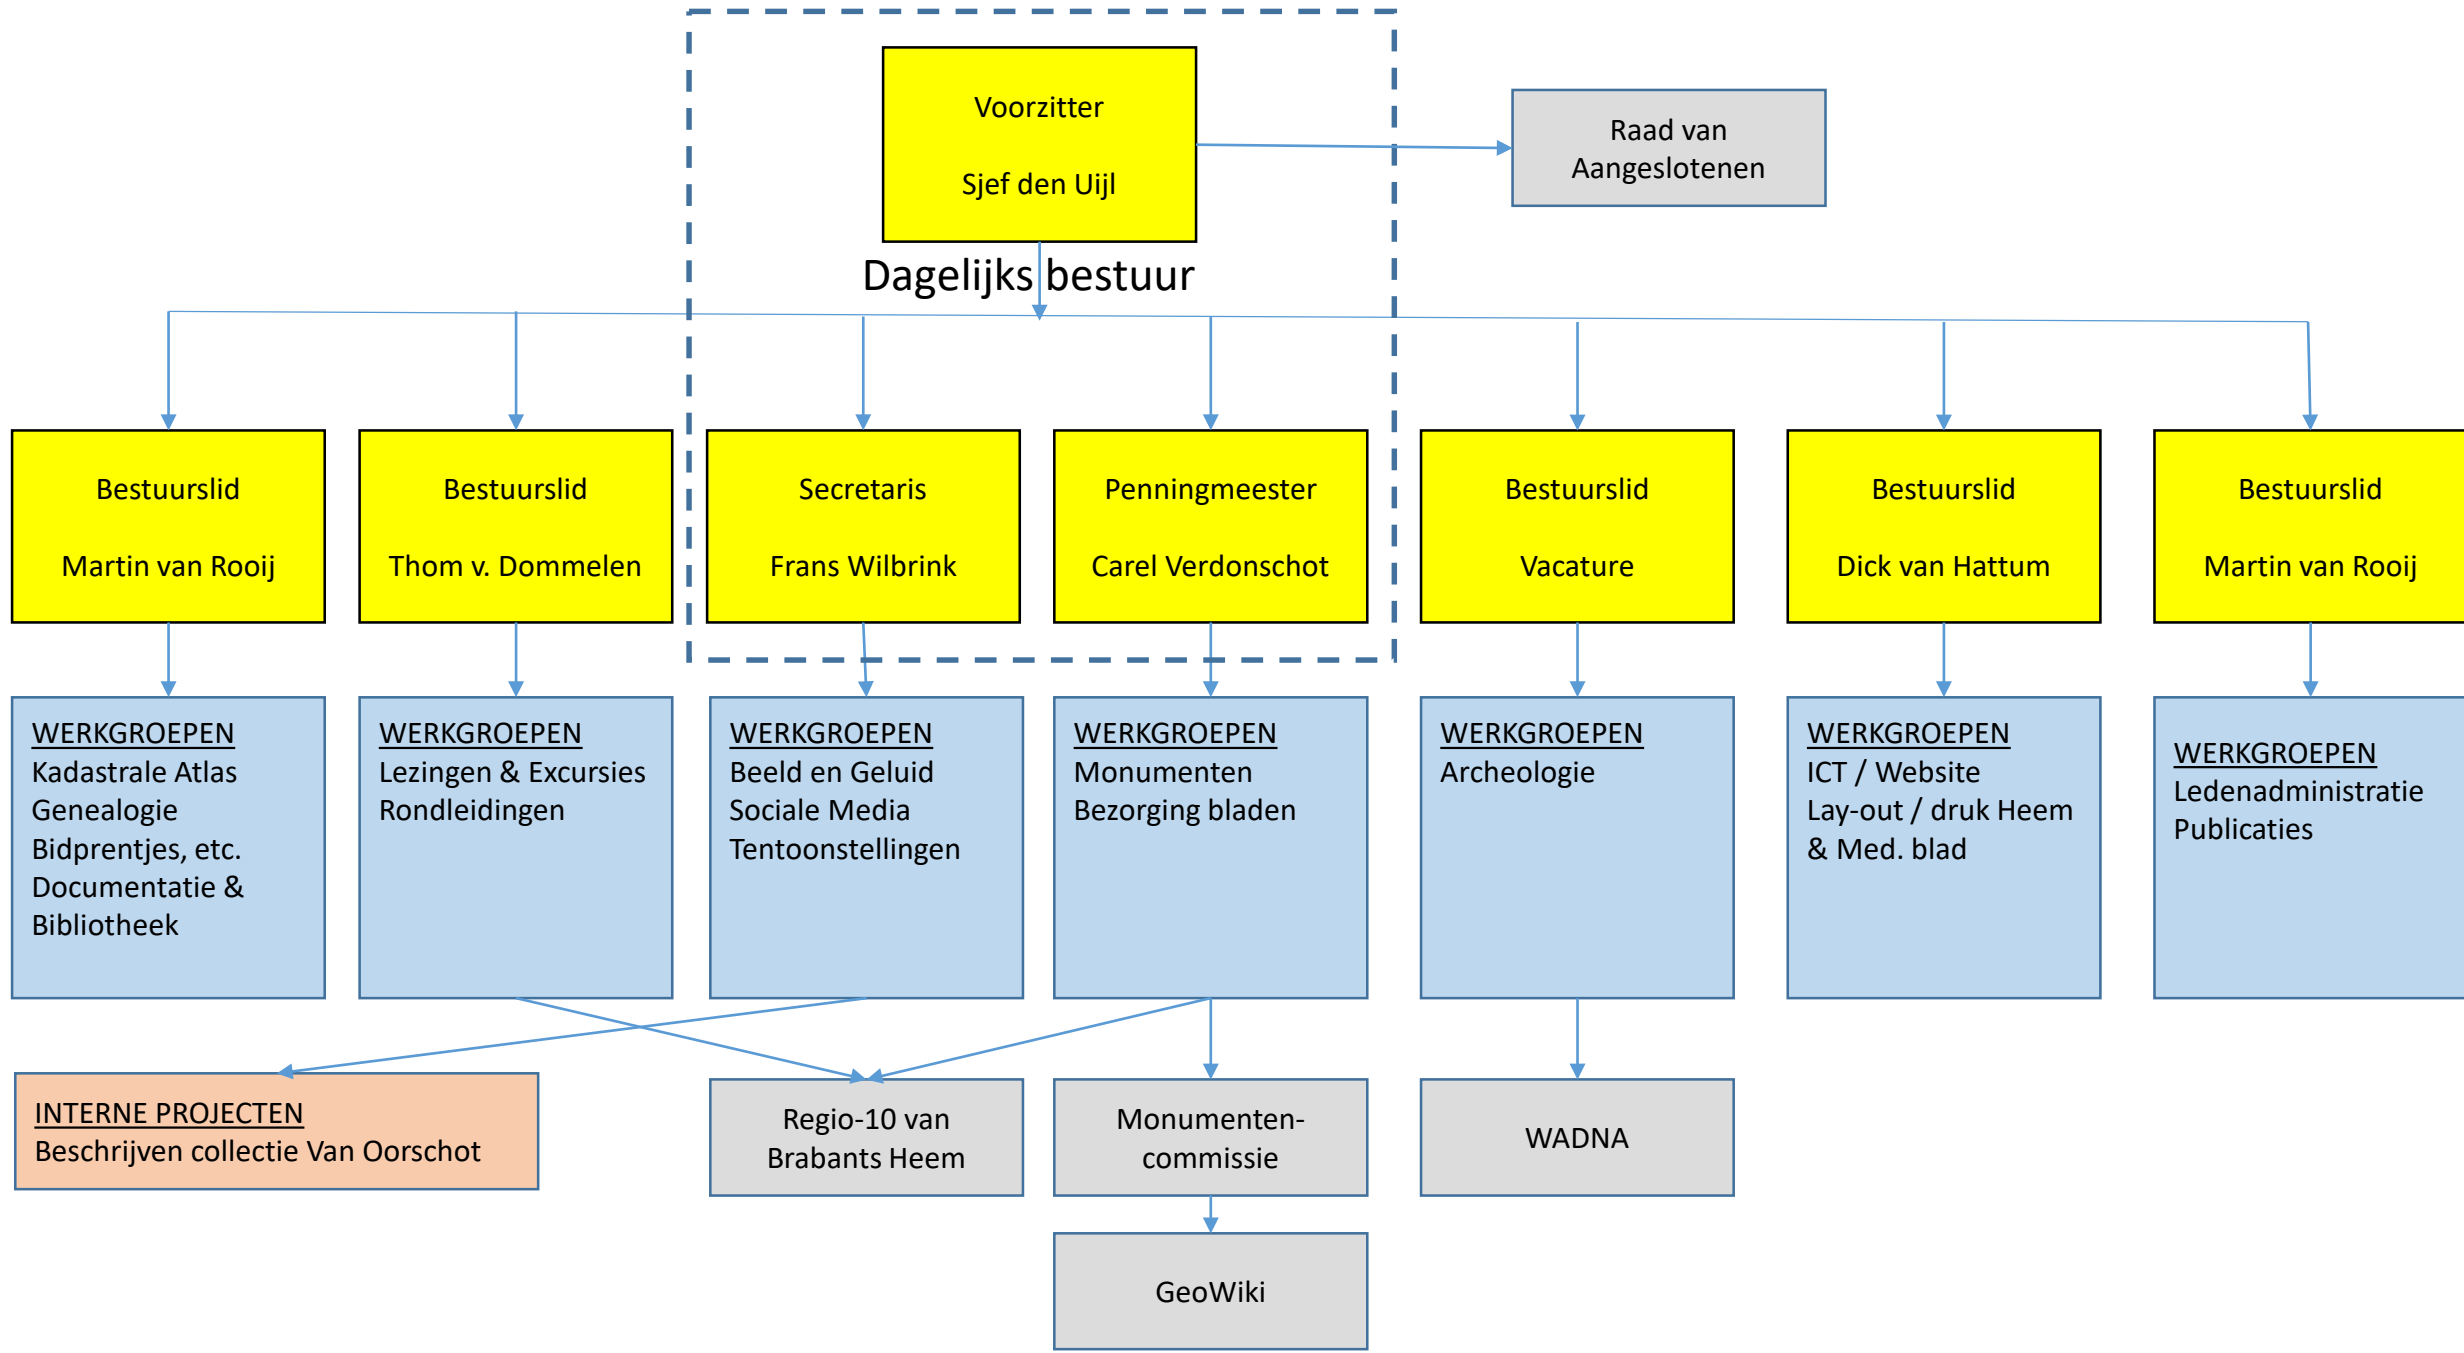 Voorzitter
Sjef den Uijl
Raad van
Aangeslotenen
Dagelijks bestuur
Bestuurslid
Martin van Rooij
Bestuurslid
Thom v. Dommelen
Secretaris
Frans Wilbrink
Penningmeester
Carel Verdonschot
Bestuurslid
Vacature
Bestuurslid
Dick van Hattum
Bestuurslid
Martin van Rooij
WERKGROEPEN
Kadastrale Atlas
Genealogie
Bidprentjes, etc.
Documentatie &
Bibliotheek
WERKGROEPEN
Lezingen & Excursies
Rondleidingen
WERKGROEPEN
Beeld en Geluid
Sociale Media
Tentoonstellingen
WERKGROEPEN
Monumenten
Bezorging bladen
WERKGROEPEN
Archeologie
WERKGROEPEN
ICT / Website
Lay-out / druk Heem
& Med. blad
WERKGROEPEN
Ledenadministratie
Publicaties
INTERNE PROJECTEN
Beschrijven collectie Van Oorschot
Regio-10 van
Brabants Heem
Monumenten-
commissie
WADNA
GeoWiki